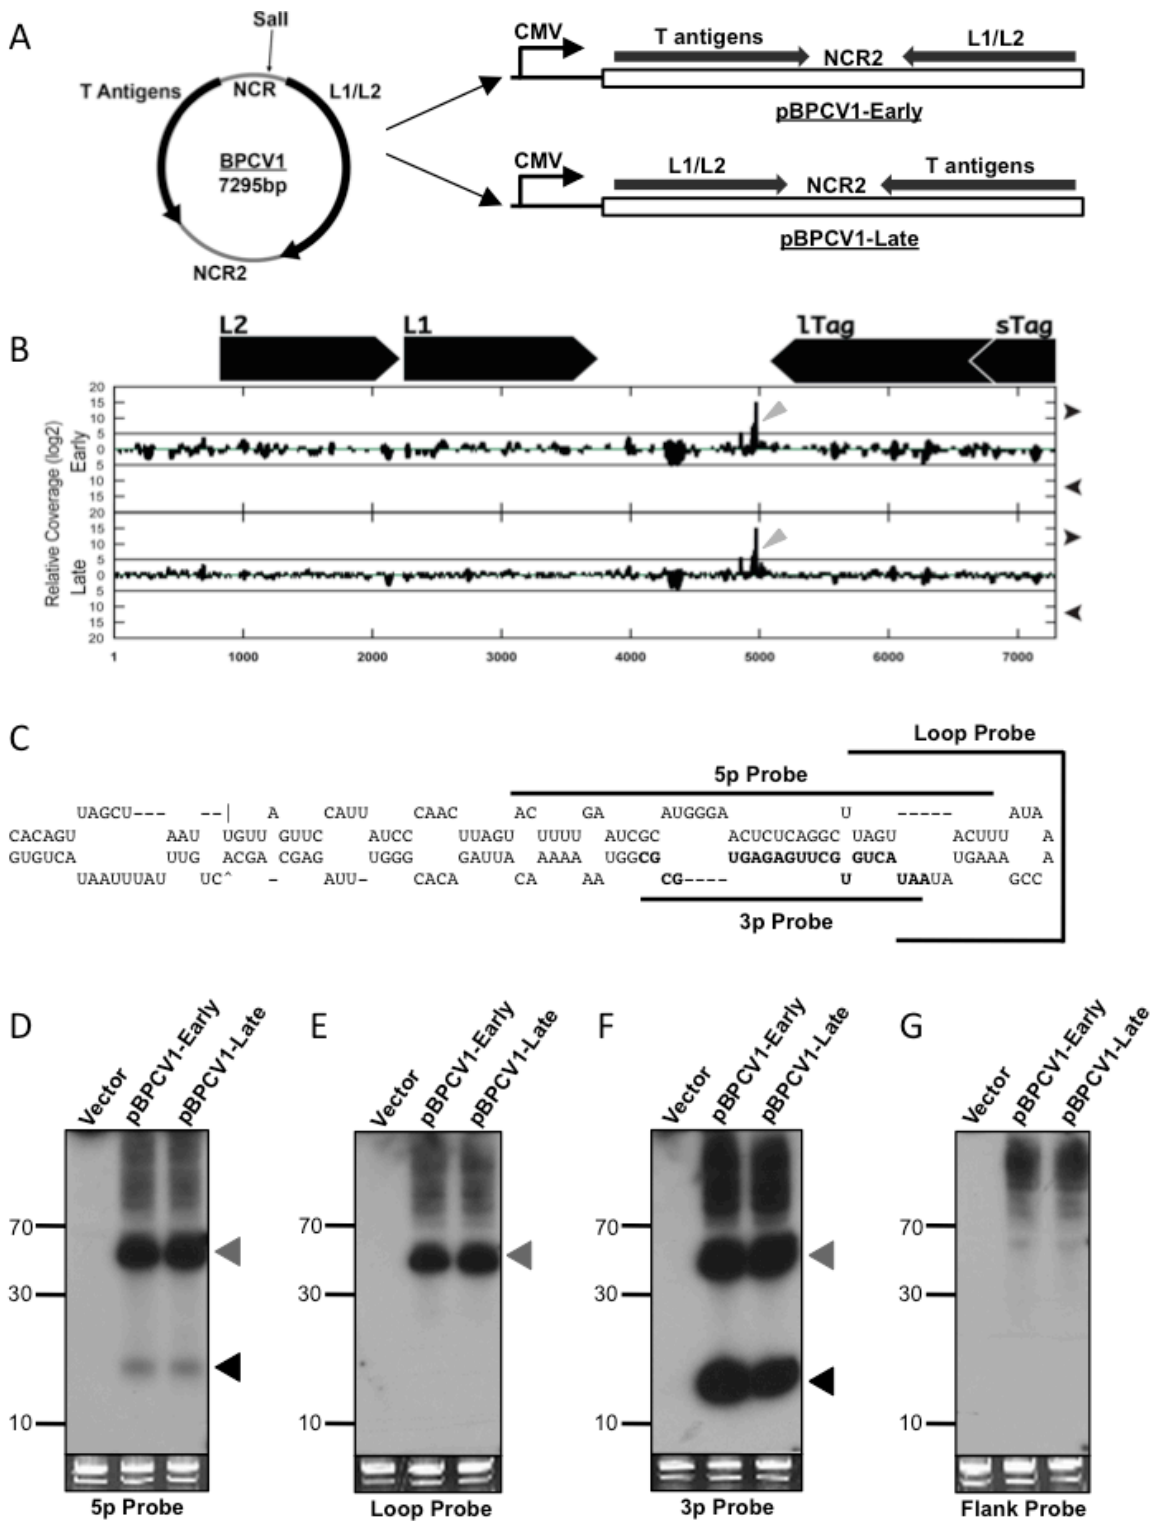 A
SalI
T Antigens
NCR
L1/L2
BPCV1
7295bp
NCR2
CMV
T antigens
NCR2
L1/L2
pBPCV1-Early
CMV
L1/L2
NCR2
T antigens
pBPCV1-Late
B
L2
L1
lTag
sTag
Relative Coverage (log2)
Early
Late
20
15
10
5
0
5
10
15
20
15
10
5
0
5
10
15
20
1
1000
2000
3000
4000
5000
6000
7000
C
Loop Probe
5p Probe
UAGCU--- --| A CAUU CAAC AC GA AUGGGA U ----- AUA
CACAGU AAU UGUU GUUC AUCC UUAGU UUUU AUCGC ACUCUCAGGC UAGU ACUUU A
GUGUCA UUG ACGA CGAG UGGG GAUUA AAAA UGGCG UGAGAGUUCG GUCA UGAAA A
UAAUUUAU UC^ - AUU- CACA CA AA CG---- U UAAUA GCC
3p Probe
D
Vector
pBPCV1-Early
pBPCV1-Late
70
30
10
5p Probe
E
Vector
pBPCV1-Early
pBPCV1-Late
70
30
10
Loop Probe
F
Vector
pBPCV1-Early
pBPCV1-Late
70
30
10
3p Probe
G
Vector
pBPCV1-Early
pBPCV1-Late
70
30
10
Flank Probe